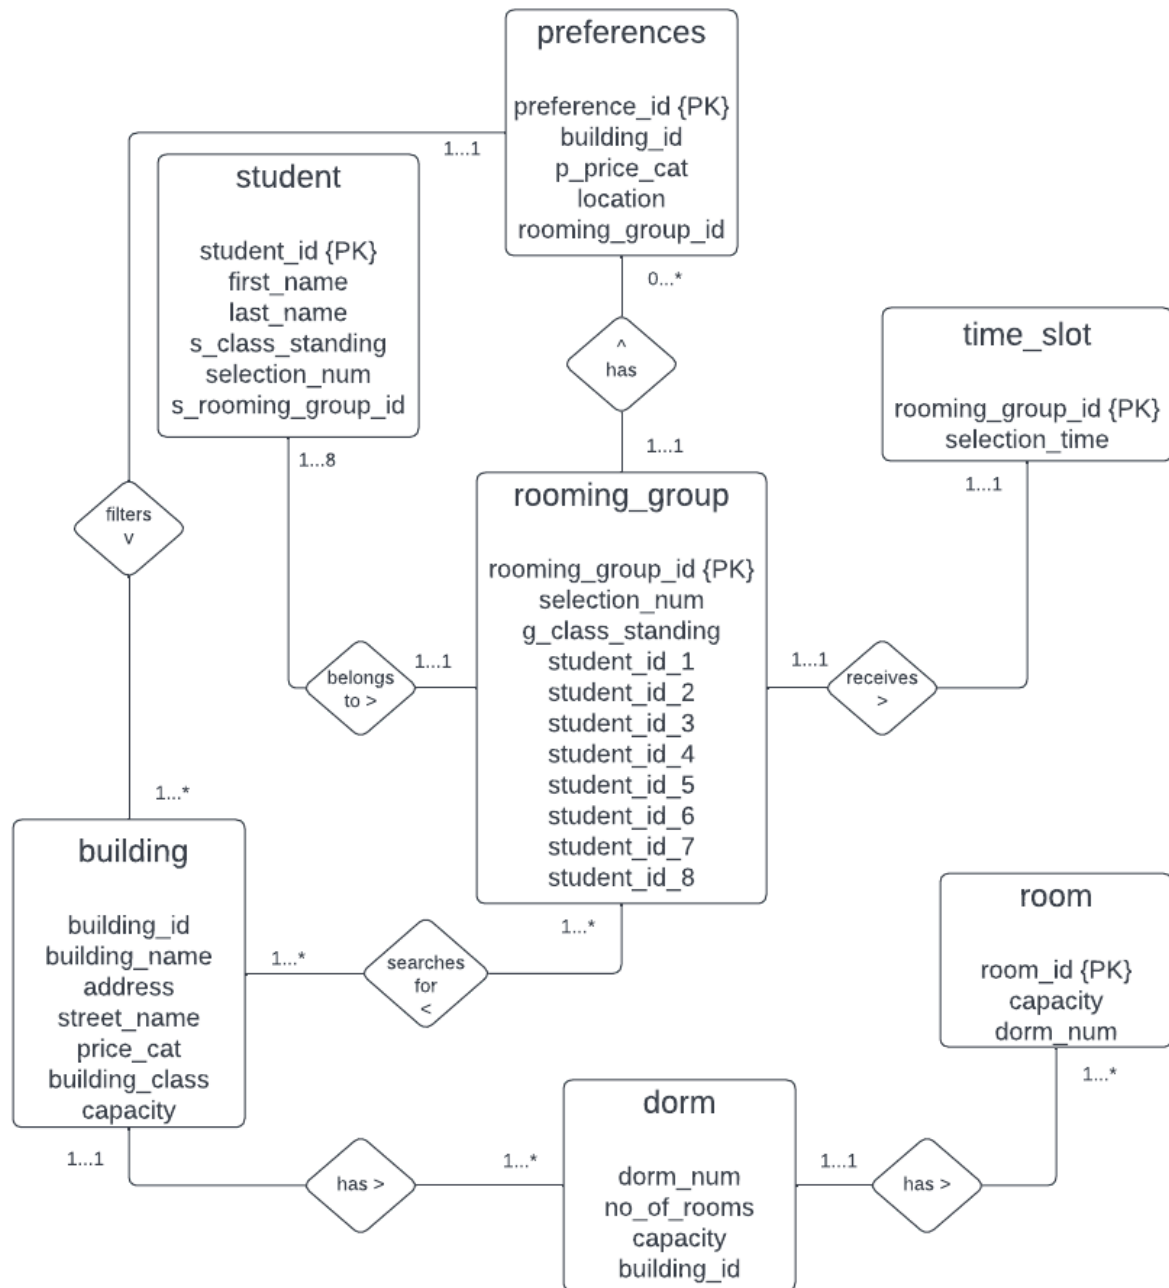 preferences
preference_id {PK}
building_id
p_price_cat
location
rooming_group_id
1...1
student
student_id {PK}
first_name
last_name
s_class_standing
selection_num
s_rooming_group_id
0...*
^
has
time_slot
rooming_group_id {PK}
selection_time
1...8
1...1
1...1
filters
v
rooming_group
rooming_group_id {PK}
selection_num
g_class_standing
student_id_1
student_id_2
student_id_3
student_id_4
student_id_5
student_id_6
student_id_7
student_id_8
belongs
to >
1...1
1...1
receives
>
1...*
building
building_id
building_name
address
street_name
price_cat
building_class
capacity
1...*
searches
for
<
1...*
room
room_id {PK}
capacity
dorm_num
1...*
dorm
dorm_num
no_of_rooms
capacity
building_id
1...1
has >
1...*
1...1
has >